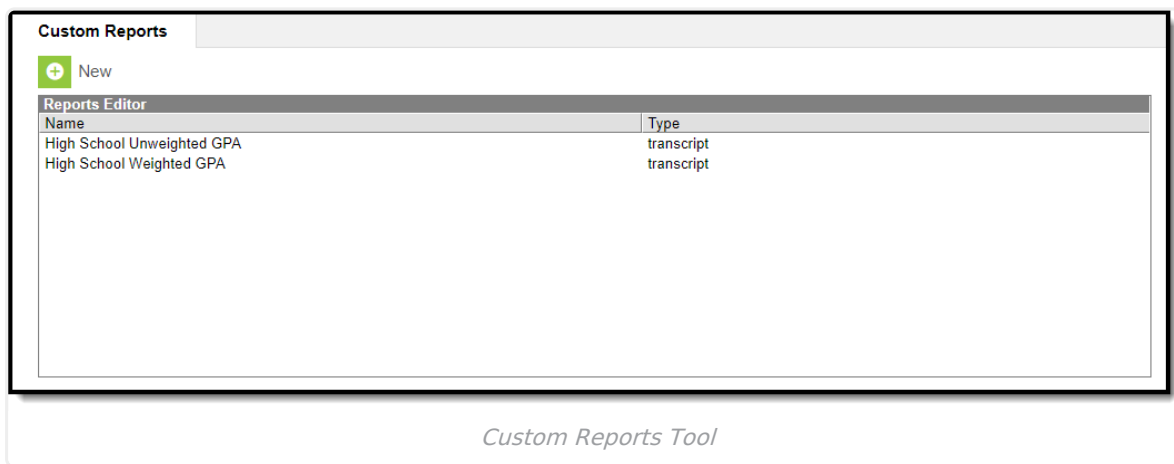 Custom Reports
New
Reports Editor
Name Type
High School Unweighted GPA transcript
High School Weighted GPA transcript
Custom Reports Tool